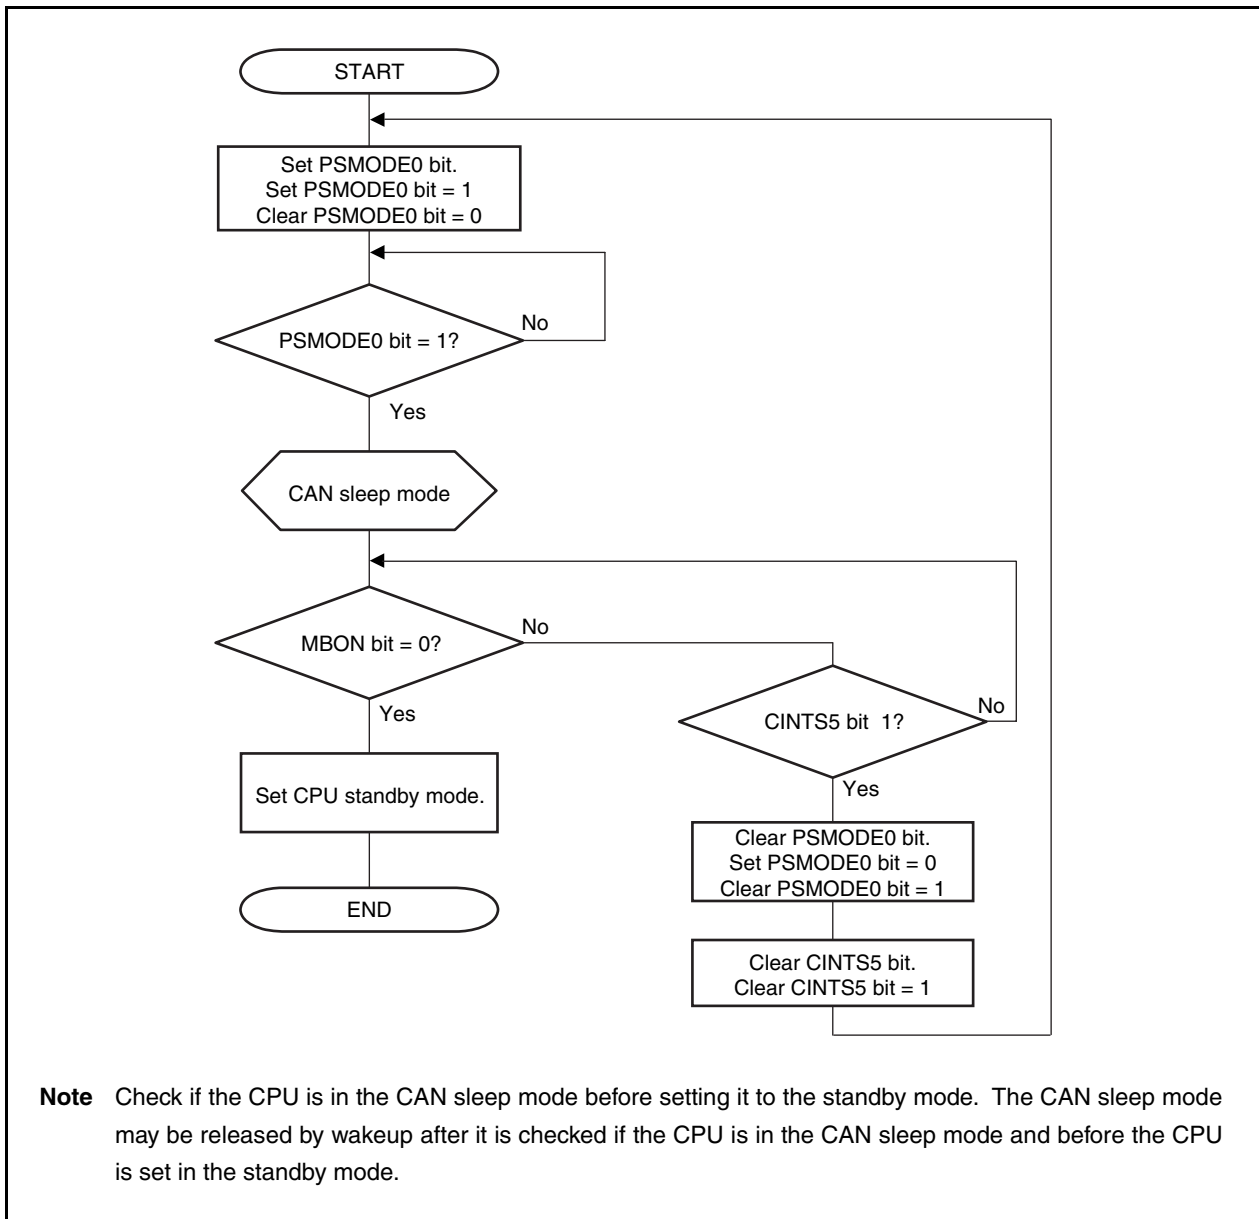 START
Set PSMODE0 bit.
Set PSMODE0 bit = 1
Clear PSMODE0 bit = 0
PSMODE0 bit = 1?
No
Yes
CAN sleep mode
MBON bit = 0?
No
Yes
CINTS5 bit 1?
No
Yes
Set CPU standby mode.
Clear PSMODE0 bit.
Set PSMODE0 bit = 0
Clear PSMODE0 bit = 1
END
Clear CINTS5 bit.
Clear CINTS5 bit = 1
Note Check if the CPU is in the CAN sleep mode before setting it to the standby mode. The CAN sleep mode
may be released by wakeup after it is checked if the CPU is in the CAN sleep mode and before the CPU
is set in the standby mode.